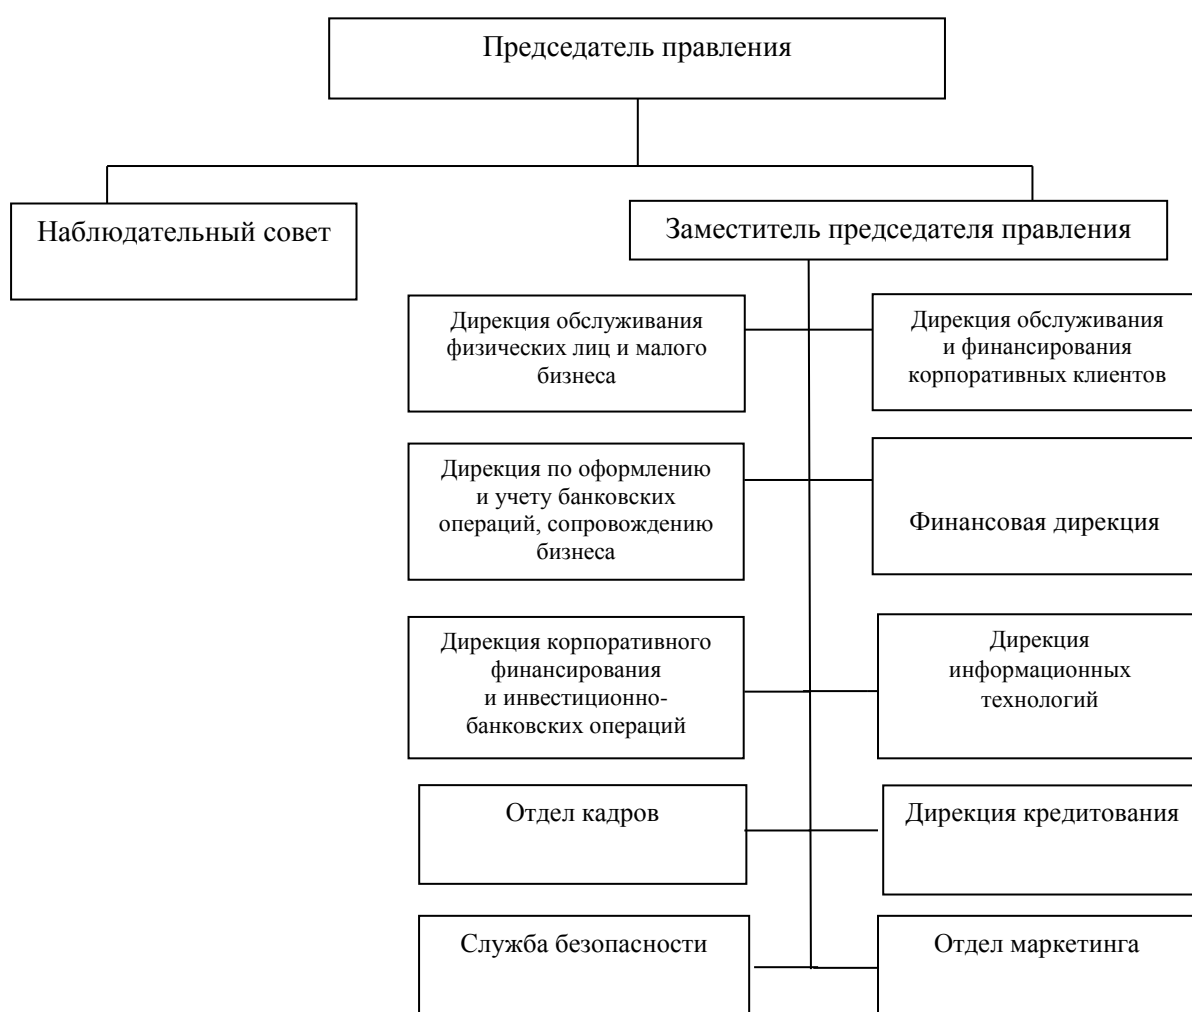 Председатель правления
Наблюдательный совет
Заместитель председателя правления
Дирекция обслуживания
физических лиц и малого
бизнеса
Дирекция обслуживания
и финансирования
корпоративных клиентов
Дирекция по оформлению
и учету банковских
операций, сопровождению
бизнеса
Финансовая дирекция
Дирекция корпоративного
финансирования
и инвестиционно-
банковских операций
Дирекция
информационных
технологий
Отдел кадров
Дирекция кредитования
Служба безопасности
Отдел маркетинга